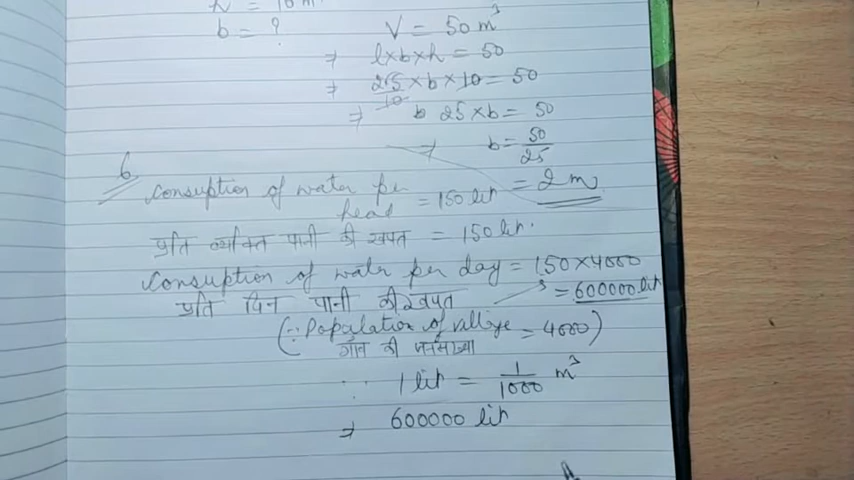 h = 10 m
b = ?
V = 50 m³
⇒ l×b×h = 50
⇒ 25/10 × b × 10 = 50
⇒ b 25×b = 50
⇒ b = 50/25
= 2 m
6
Consuption of water per head = 150 lit
प्रति व्यक्ति पानी की खपत = 150 lit.
Consuption of water per day = 150×4000
प्रति दिन पानी की खपत = 600000 lit
(∵ Population of village = 4000)
गाँव की जनसंख्या
∴ 1 lit = 1/1000 m³
⇒ 600000 lit